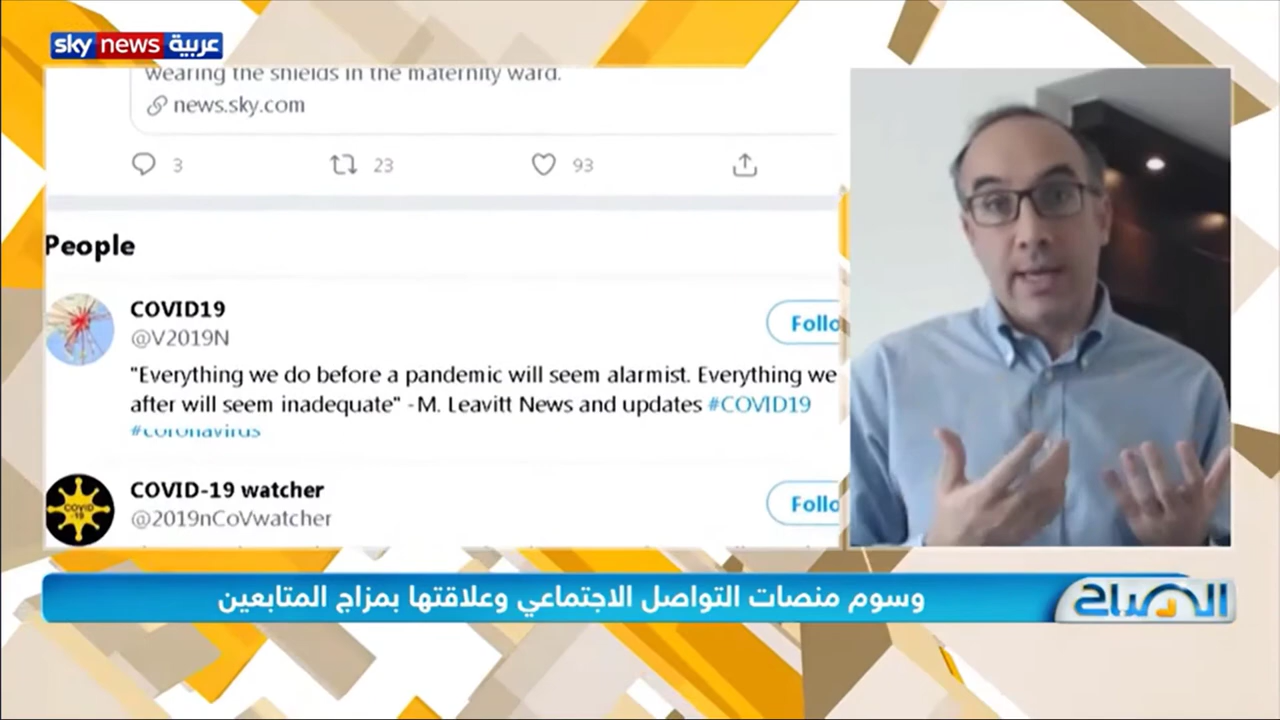 sky news عربية
wearing the shields in the maternity ward.
news.sky.com
3 23 93
People
COVID19
@V2019N
Follo
"Everything we do before a pandemic will seem alarmist. Everything we
after will seem inadequate" -M. Leavitt News and updates #COVID19
#coronavirus
COVID-19 watcher
@2019nCoVwatcher
Follo
COVID
-19
وسوم منصات التواصل الاجتماعي وعلاقتها بمزاج المتابعين
الصباح